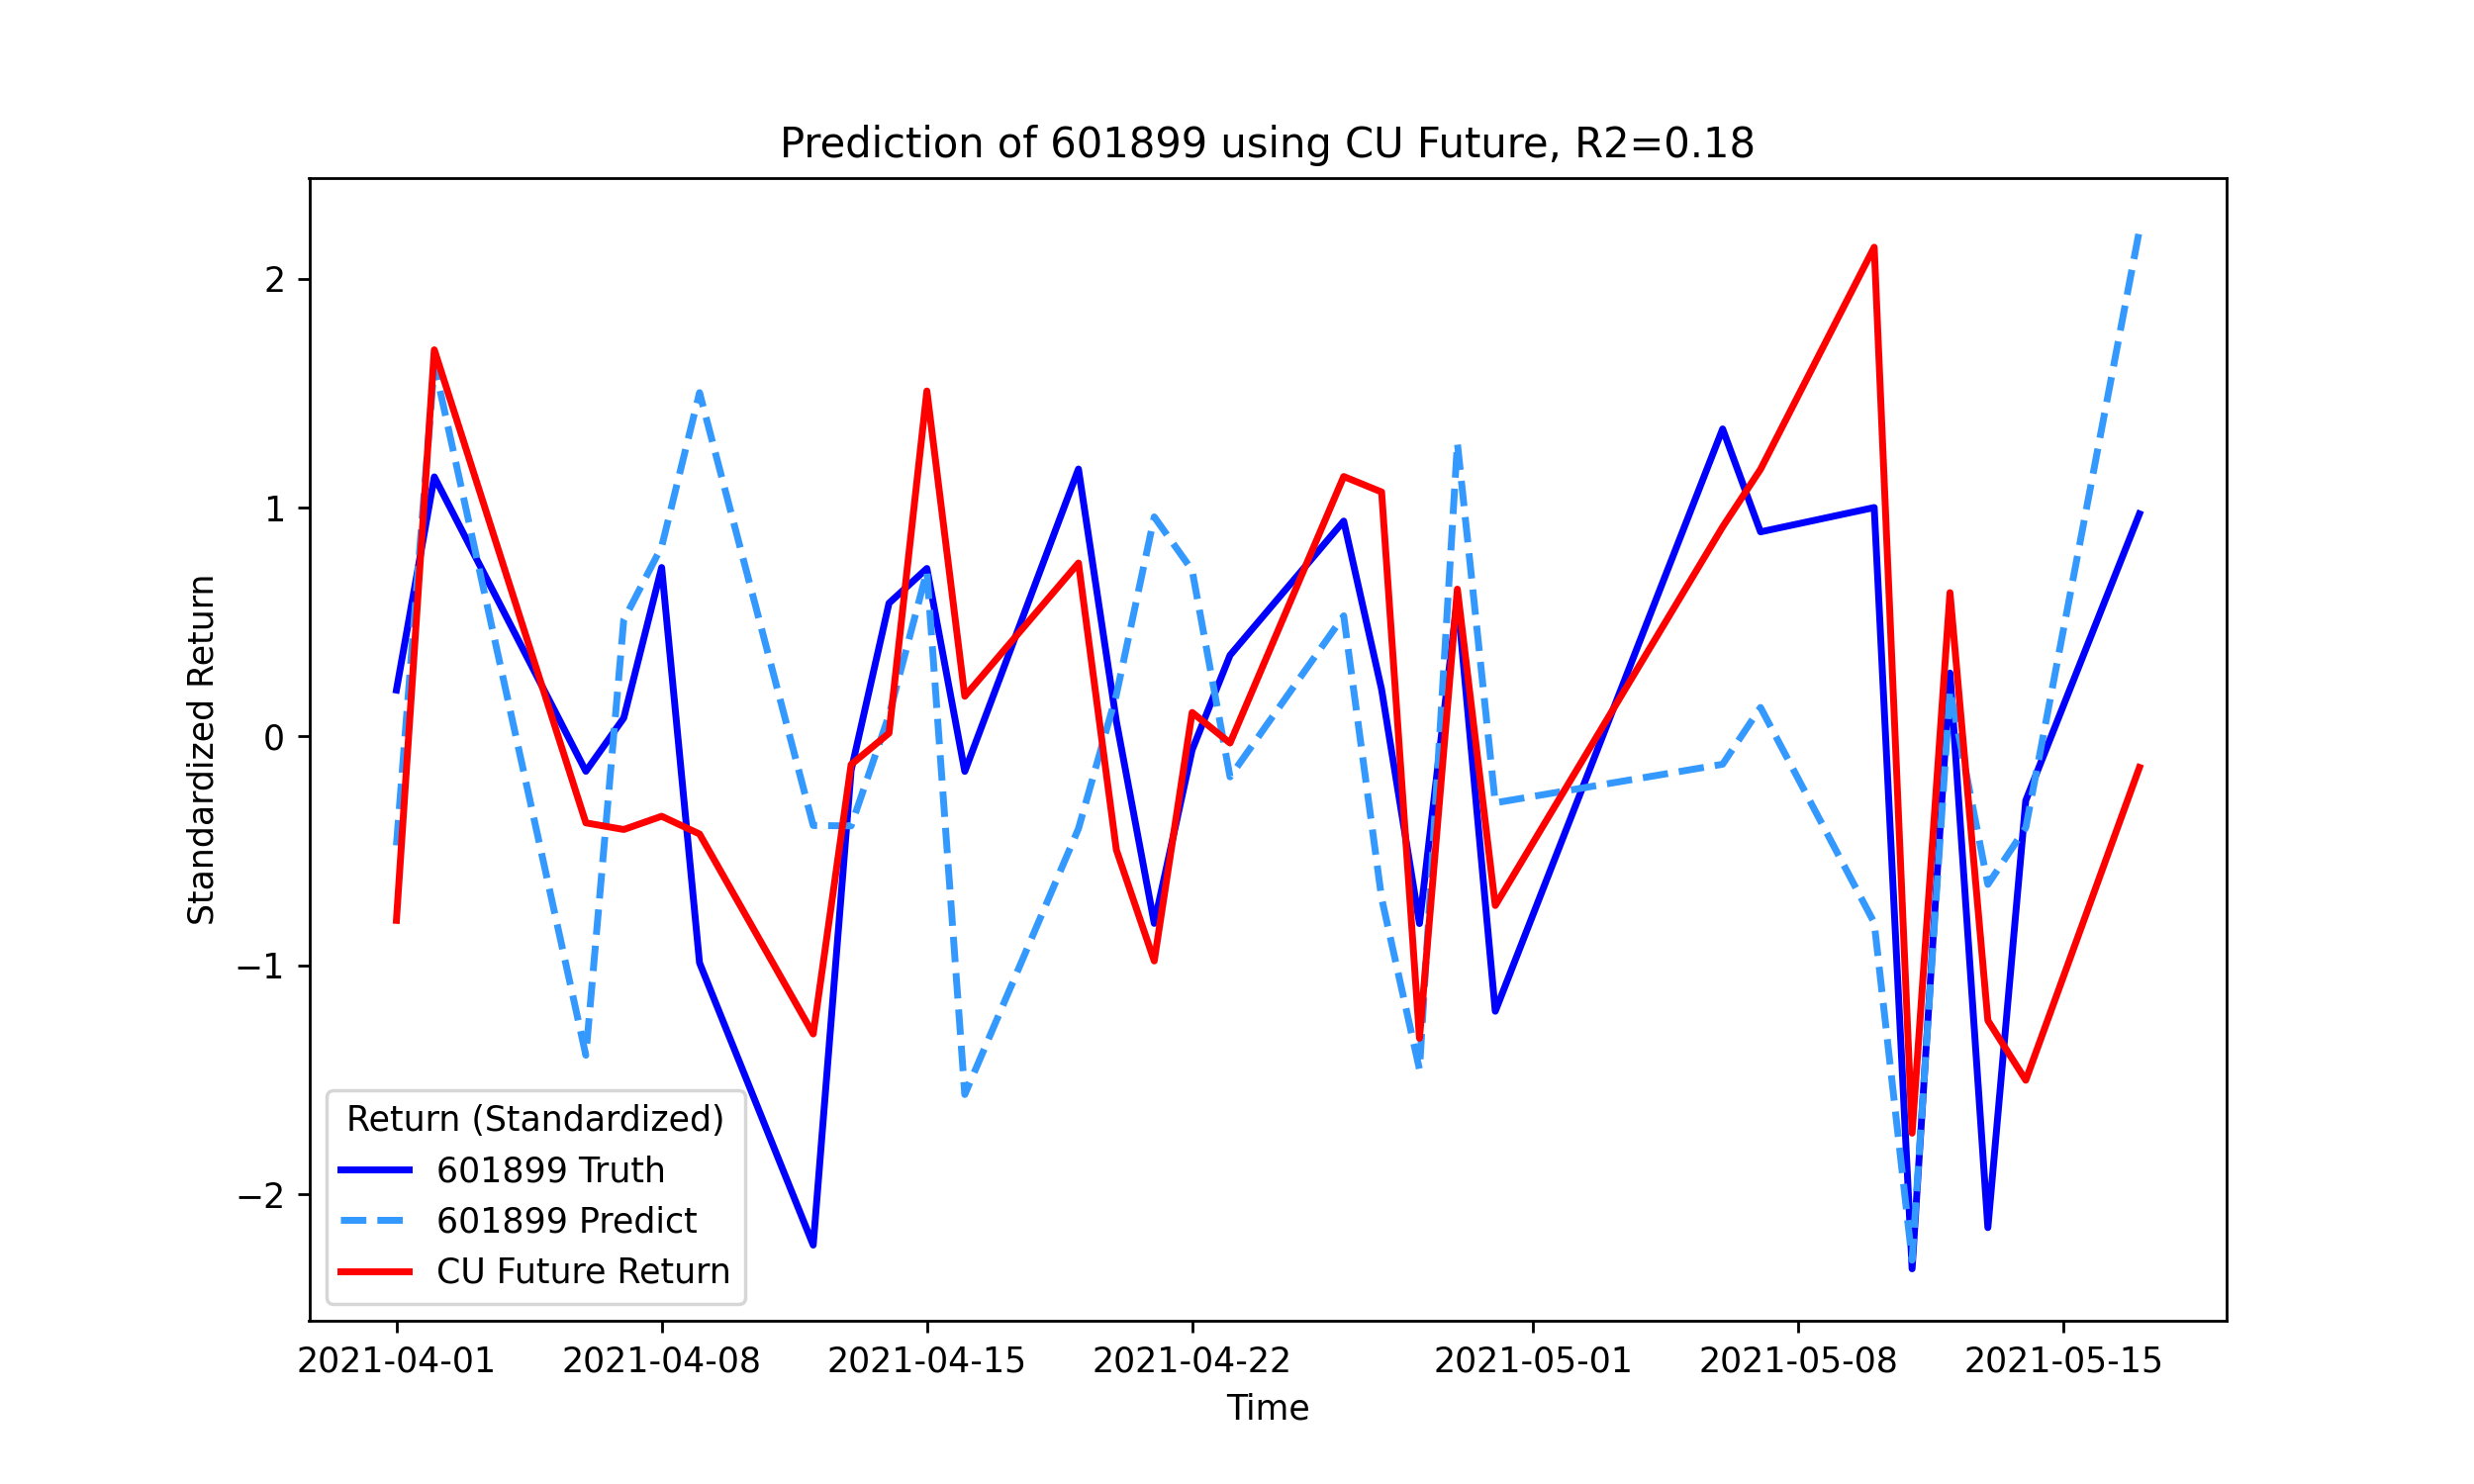 Prediction of 601899 using CU Future, R2=0.18
Standardized Return
2
1
0
−1
−2
Return (Standardized)
601899 Truth
601899 Predict
CU Future Return
2021-04-01 2021-04-08 2021-04-15 2021-04-22 2021-05-01 2021-05-08 2021-05-15
Time